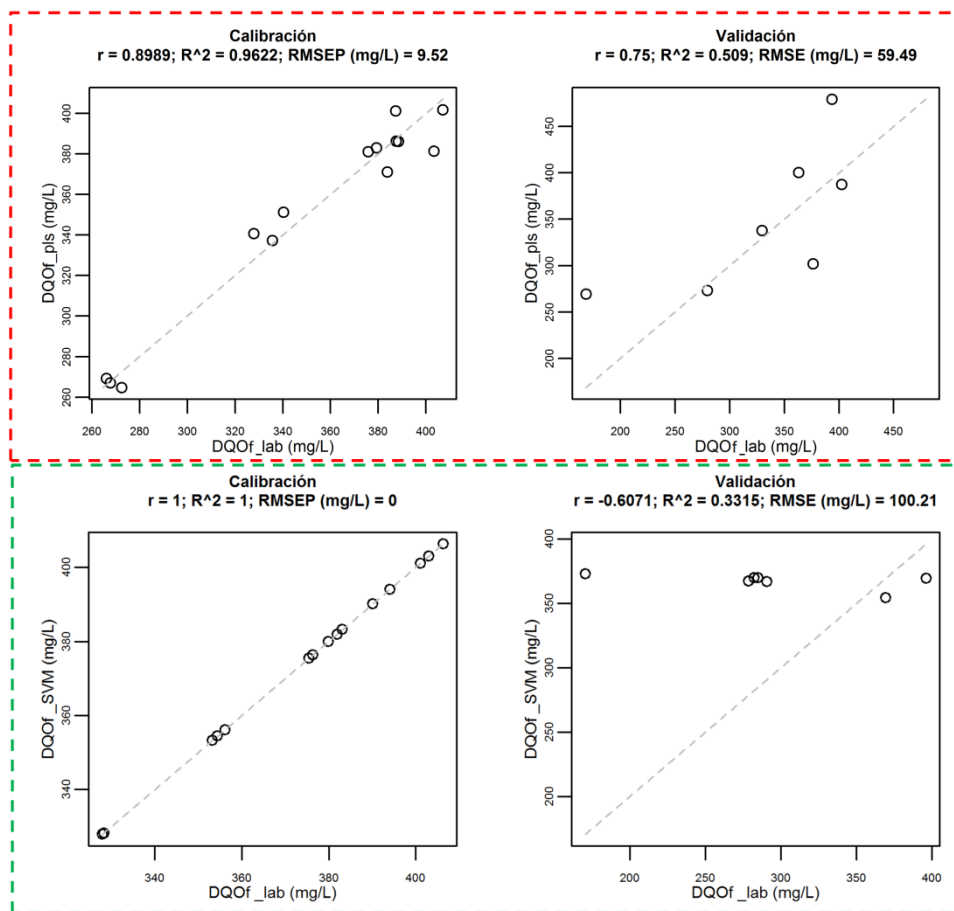 Calibración
r = 0.8989; R^2 = 0.9622; RMSEP (mg/L) = 9.52
DQOf_pls (mg/L)
400
380
360
340
320
300
280
260
260 280 300 320 340 360 380 400
DQOf_lab (mg/L)
Validación
r = 0.75; R^2 = 0.509; RMSE (mg/L) = 59.49
DQOf_pls (mg/L)
450
400
350
300
250
200
200 250 300 350 400 450
DQOf_lab (mg/L)
Calibración
r = 1; R^2 = 1; RMSEP (mg/L) = 0
DQOf _SVM (mg/L)
400
380
360
340
340 360 380 400
DQOf _lab (mg/L)
Validación
r = -0.6071; R^2 = 0.3315; RMSE (mg/L) = 100.21
DQOf _SVM (mg/L)
400
350
300
250
200
200 250 300 350 400
DQOf _lab (mg/L)